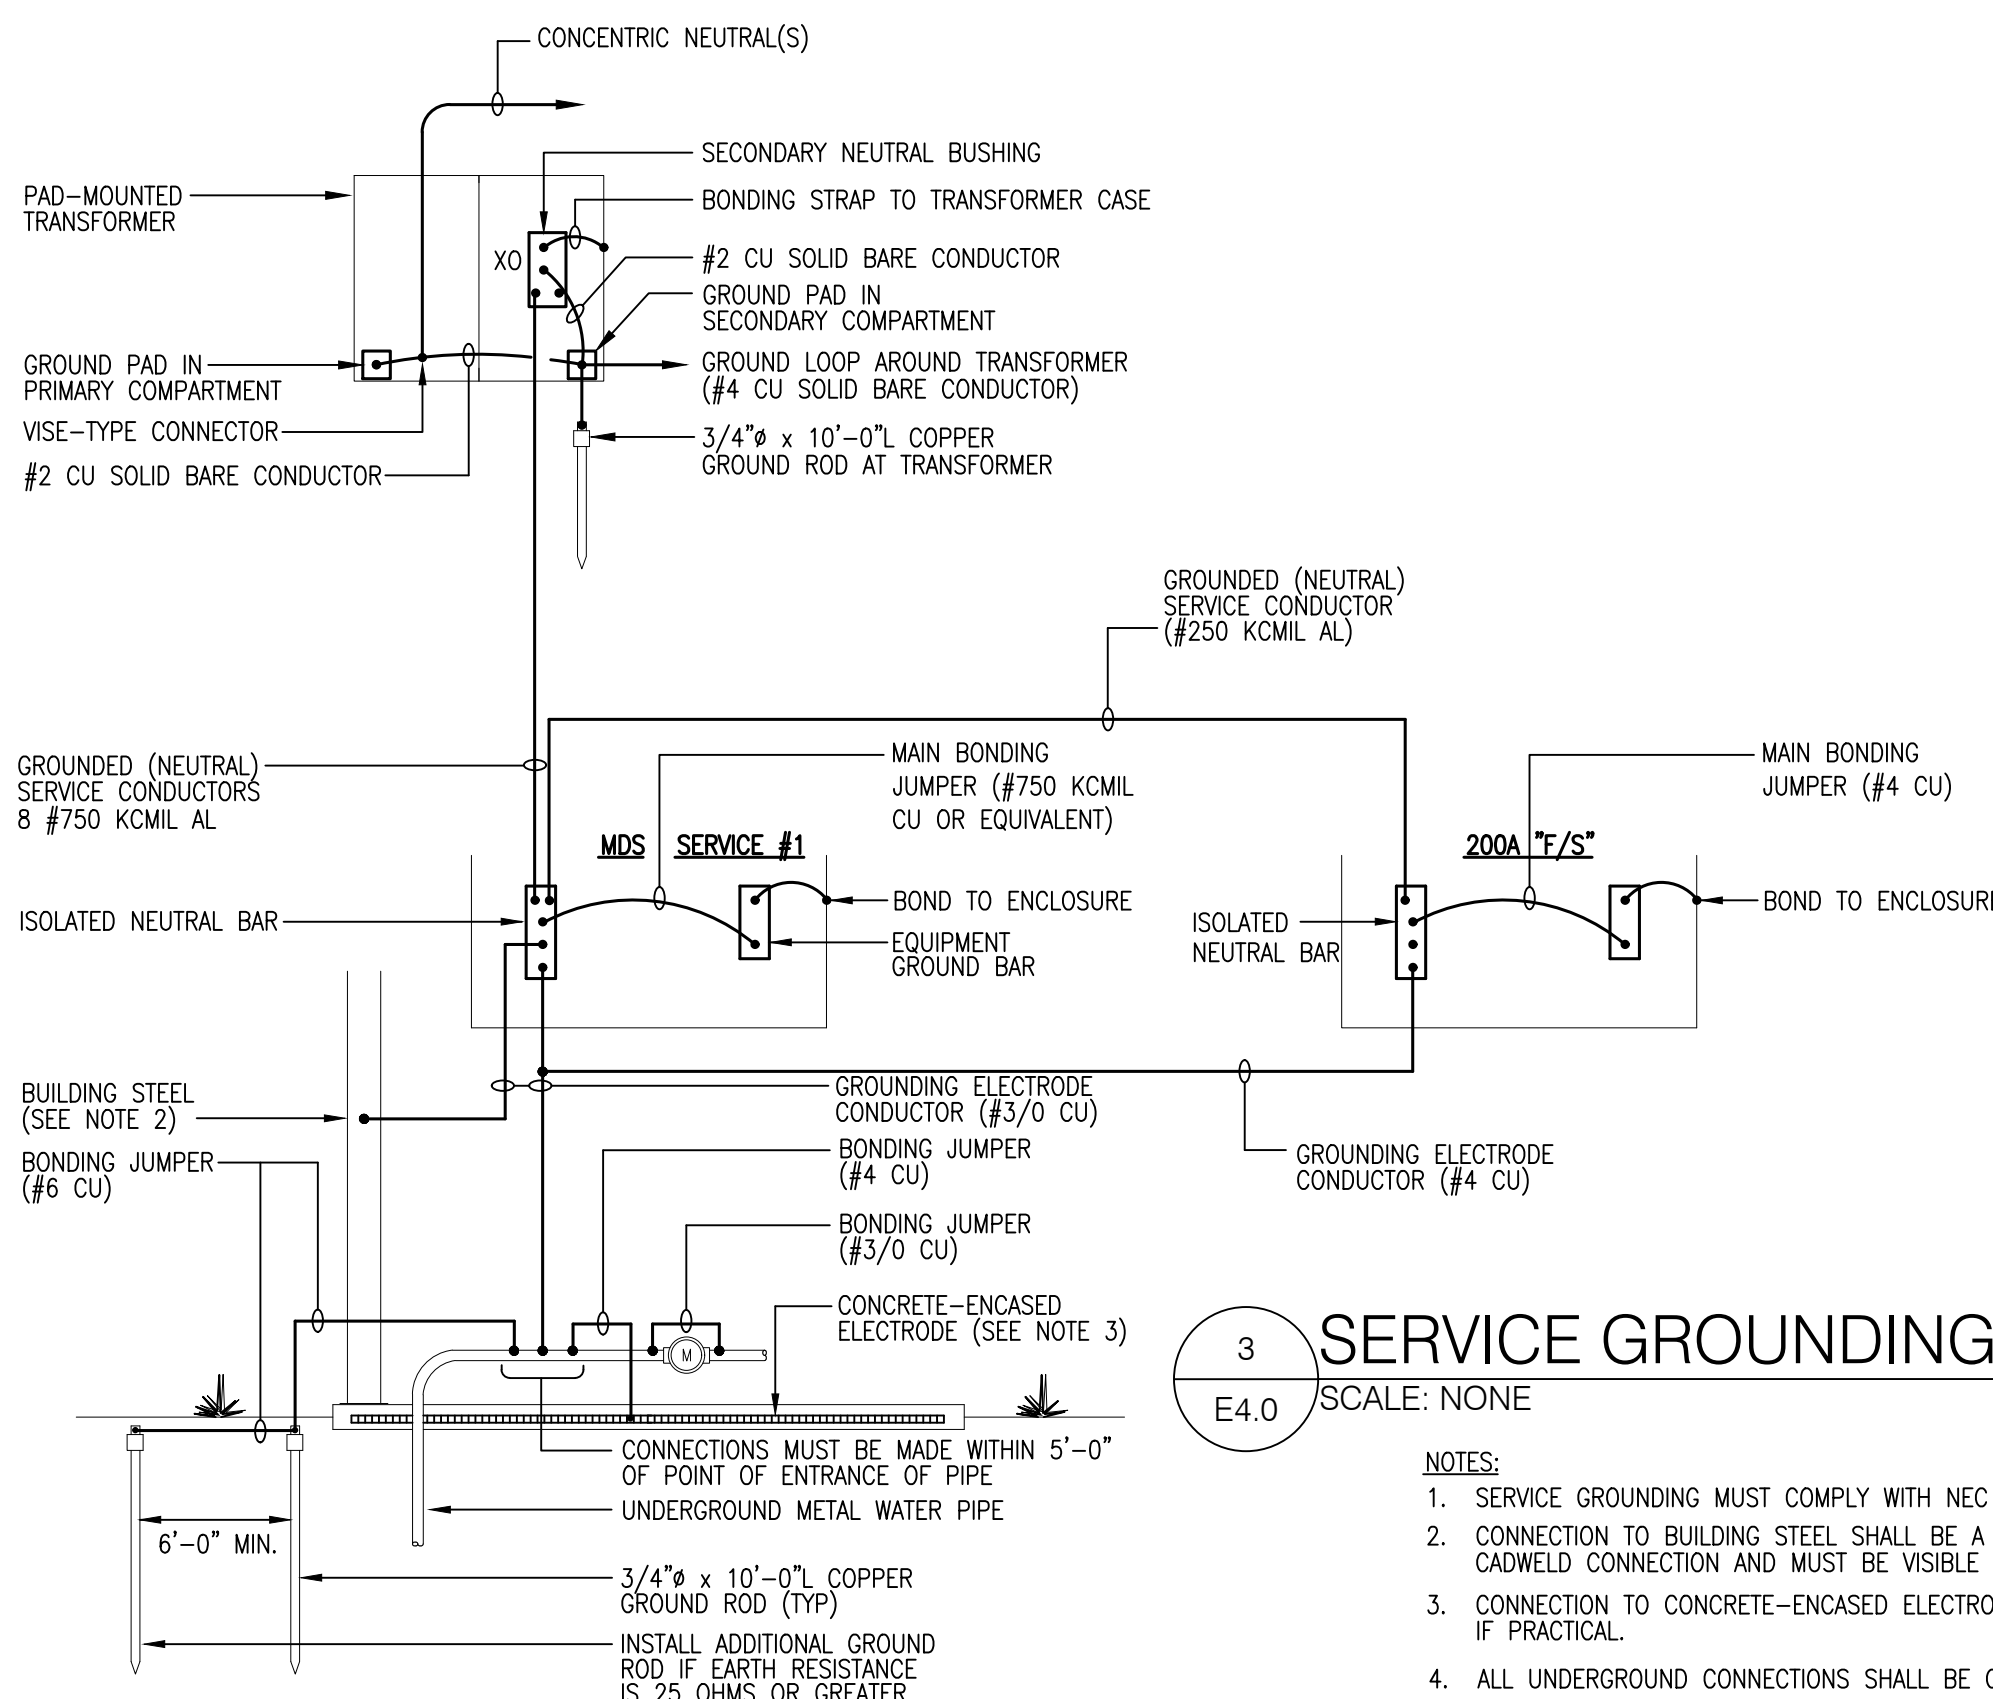 CONCENTRIC NEUTRAL(S)
SECONDARY NEUTRAL BUSHING
PAD-MOUNTED
TRANSFORMER
BONDING STRAP TO TRANSFORMER CASE
XO
#2 CU SOLID BARE CONDUCTOR
GROUND PAD IN
SECONDARY COMPARTMENT
GROUND PAD IN
PRIMARY COMPARTMENT
GROUND LOOP AROUND TRANSFORMER
(#4 CU SOLID BARE CONDUCTOR)
VISE-TYPE CONNECTOR
3/4"ø x 10'-0"L COPPER
GROUND ROD AT TRANSFORMER
#2 CU SOLID BARE CONDUCTOR
GROUNDED (NEUTRAL)
SERVICE CONDUCTOR
(#250 KCMIL AL)
GROUNDED (NEUTRAL)
SERVICE CONDUCTORS
8 #750 KCMIL AL
MAIN BONDING
JUMPER (#750 KCMIL
CU OR EQUIVALENT)
MAIN BONDING
JUMPER (#4 CU)
MDS SERVICE #1
200A "F/S"
ISOLATED NEUTRAL BAR
BOND TO ENCLOSURE
EQUIPMENT
GROUND BAR
ISOLATED
NEUTRAL BAR
BOND TO ENCLOSURE
BUILDING STEEL
(SEE NOTE 2)
GROUNDING ELECTRODE
CONDUCTOR (#3/0 CU)
BONDING JUMPER
(#6 CU)
BONDING JUMPER
(#4 CU)
GROUNDING ELECTRODE
CONDUCTOR (#4 CU)
BONDING JUMPER
(#3/0 CU)
CONCRETE-ENCASED
ELECTRODE (SEE NOTE 3)
M
3
E4.0
SERVICE GROUNDING
SCALE: NONE
CONNECTIONS MUST BE MADE WITHIN 5'-0"
OF POINT OF ENTRANCE OF PIPE
UNDERGROUND METAL WATER PIPE
6'-0" MIN.
3/4"ø x 10'-0"L COPPER
GROUND ROD (TYP)
INSTALL ADDITIONAL GROUND
ROD IF EARTH RESISTANCE
IS 25 OHMS OR GREATER
NOTES:
1. SERVICE GROUNDING MUST COMPLY WITH NEC
2. CONNECTION TO BUILDING STEEL SHALL BE A
CADWELD CONNECTION AND MUST BE VISIBLE
3. CONNECTION TO CONCRETE-ENCASED ELECTRO
IF PRACTICAL.
4. ALL UNDERGROUND CONNECTIONS SHALL BE